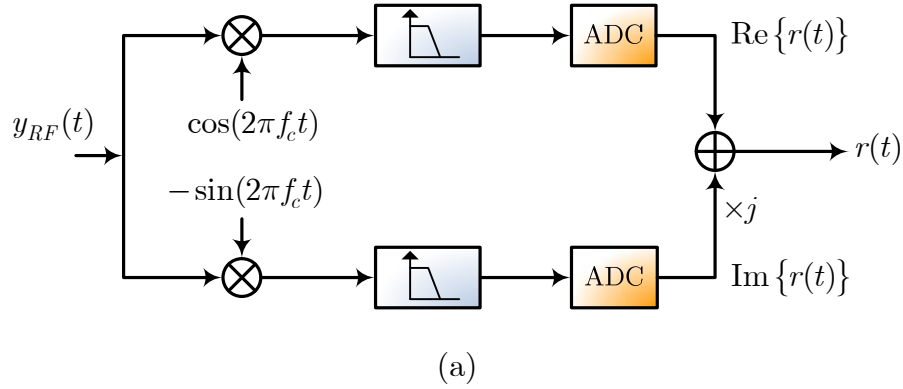 ADC
Re {r(t)}
cos(2πf_c t)
y_RF(t)
r(t)
− sin(2πf_c t)
×j
ADC
Im {r(t)}
(a)